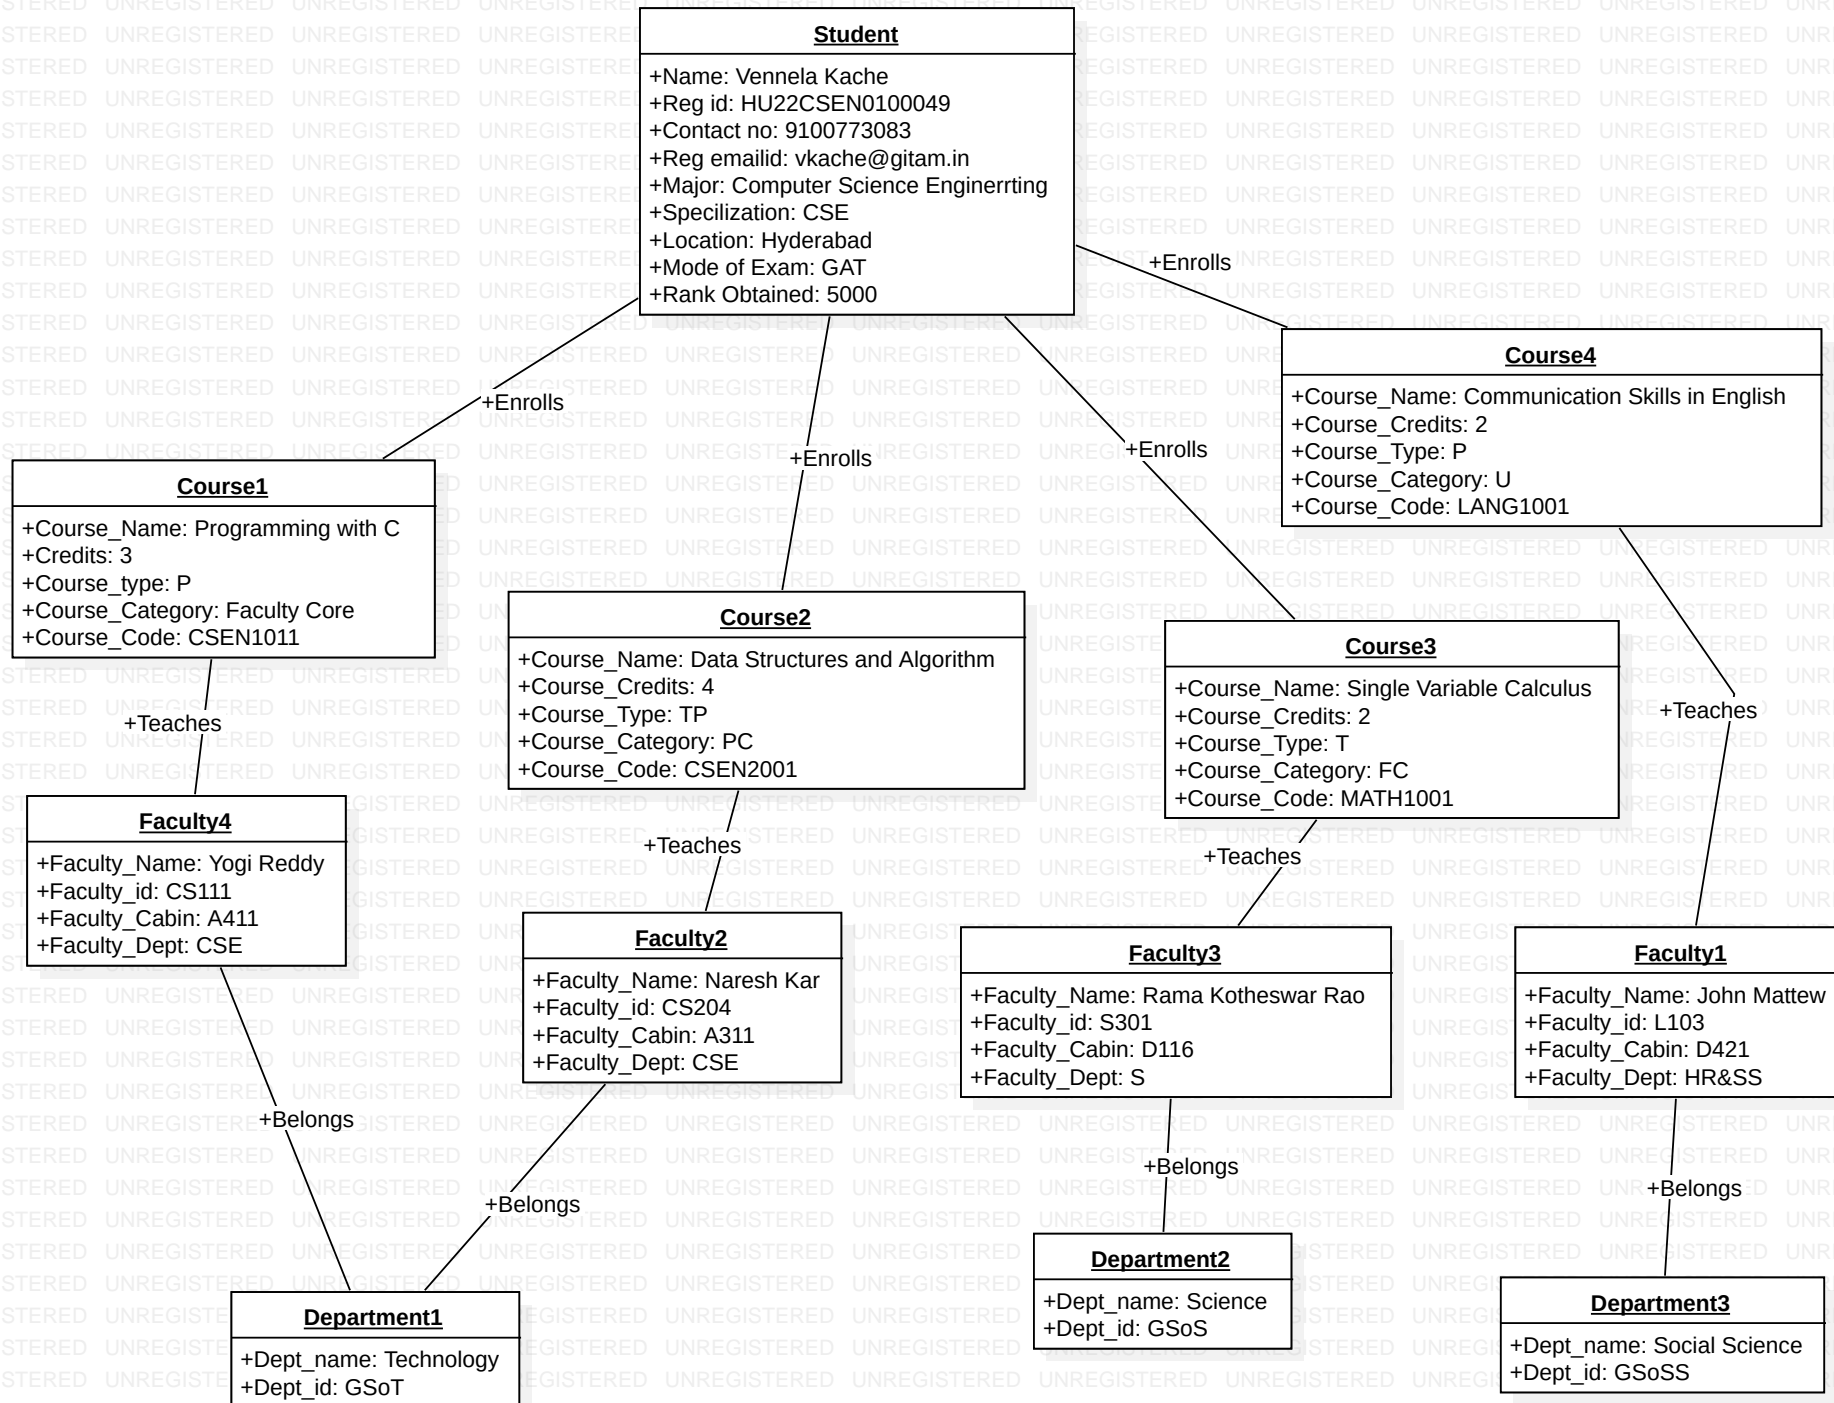 Student
+Name: Vennela Kache
+Reg id: HU22CSEN0100049
+Contact no: 9100773083
+Reg emailid: vkache@gitam.in
+Major: Computer Science Enginerrting
+Specilization: CSE
+Location: Hyderabad
+Mode of Exam: GAT
+Rank Obtained: 5000
+Enrolls
+Enrolls
+Enrolls
+Enrolls
Course4
+Course_Name: Communication Skills in English
+Course_Credits: 2
+Course_Type: P
+Course_Category: U
+Course_Code: LANG1001
Course1
+Course_Name: Programming with C
+Credits: 3
+Course_type: P
+Course_Category: Faculty Core
+Course_Code: CSEN1011
Course2
+Course_Name: Data Structures and Algorithm
+Course_Credits: 4
+Course_Type: TP
+Course_Category: PC
+Course_Code: CSEN2001
Course3
+Course_Name: Single Variable Calculus
+Course_Credits: 2
+Course_Type: T
+Course_Category: FC
+Course_Code: MATH1001
+Teaches
+Teaches
+Teaches
+Teaches
Faculty4
+Faculty_Name: Yogi Reddy
+Faculty_id: CS111
+Faculty_Cabin: A411
+Faculty_Dept: CSE
Faculty2
+Faculty_Name: Naresh Kar
+Faculty_id: CS204
+Faculty_Cabin: A311
+Faculty_Dept: CSE
Faculty3
+Faculty_Name: Rama Kotheswar Rao
+Faculty_id: S301
+Faculty_Cabin: D116
+Faculty_Dept: S
Faculty1
+Faculty_Name: John Mattew
+Faculty_id: L103
+Faculty_Cabin: D421
+Faculty_Dept: HR&SS
+Belongs
+Belongs
+Belongs
+Belongs
Department1
+Dept_name: Technology
+Dept_id: GSoT
Department2
+Dept_name: Science
+Dept_id: GSoS
Department3
+Dept_name: Social Science
+Dept_id: GSoSS
UNREGISTERED